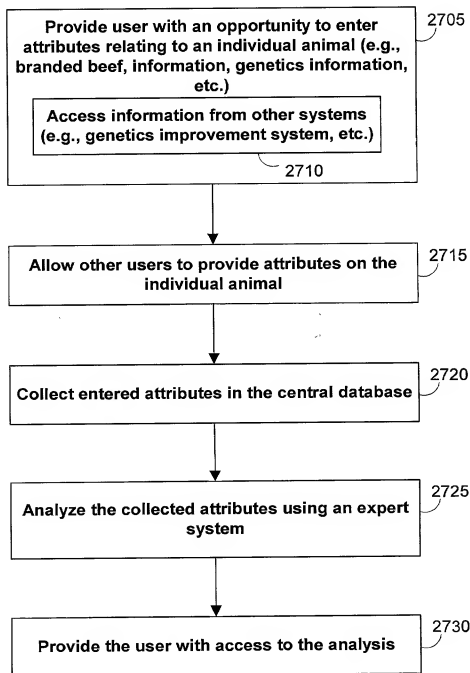 Provide user with an opportunity to enter
2705
attributes relating to an individual animal (e.g.,
branded beef, information, genetics information,
etc.)
Access information from other systems
(e.g., genetics improvement system, etc.)
2710
Allow other users to provide attributes on the
2715
individual animal
Collect entered attributes in the central database
2720
Analyze the collected attributes using an expert
2725
system
Provide the user with access to the analysis
2730